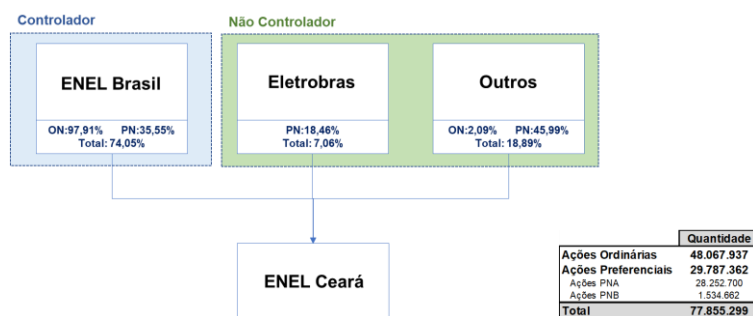 Controlador
Não Controlador
ENEL Brasil
ON:97,91% PN:35,55%
Total: 74,05%
Eletrobras
PN:18,46%
Total: 7,06%
Outros
ON:2,09% PN:45,99%
Total: 18,89%
ENEL Ceará
Quantidade
Ações Ordinárias 48.067.937
Ações Preferenciais 29.787.362
Ações PNA 28.252.700
Ações PNB 1.534.662
Total 77.855.299